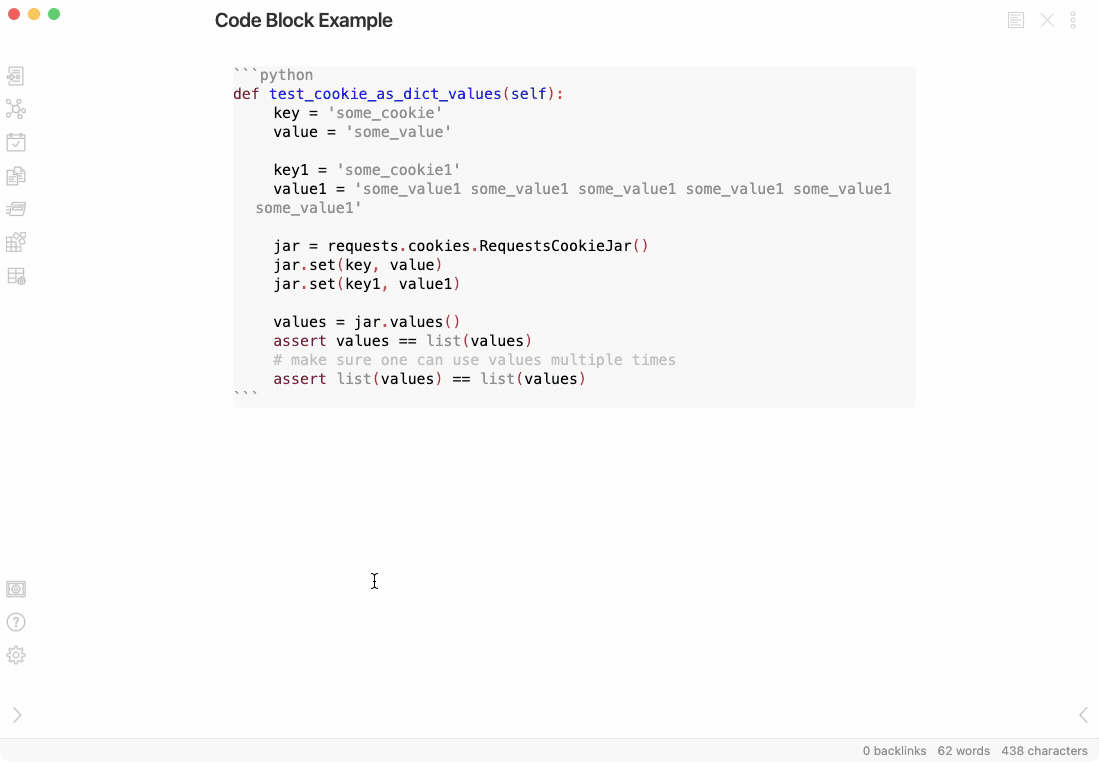 Code Block Example
```python
def test_cookie_as_dict_values(self):
    key = 'some_cookie'
    value = 'some_value'

    key1 = 'some_cookie1'
    value1 = 'some_value1 some_value1 some_value1 some_value1 some_value1
  some_value1'

    jar = requests.cookies.RequestsCookieJar()
    jar.set(key, value)
    jar.set(key1, value1)

    values = jar.values()
    assert values == list(values)
    # make sure one can use values multiple times
    assert list(values) == list(values)
```
0 backlinks 62 words 438 characters